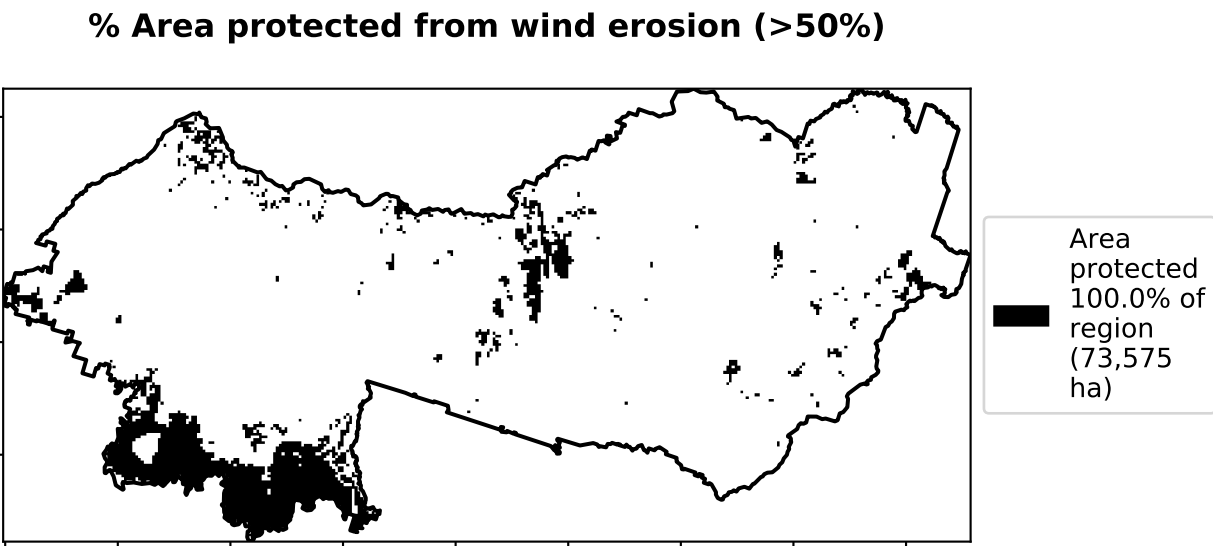 % Area protected from wind erosion (>50%)
Area
protected
100.0% of
region
(73,575
ha)